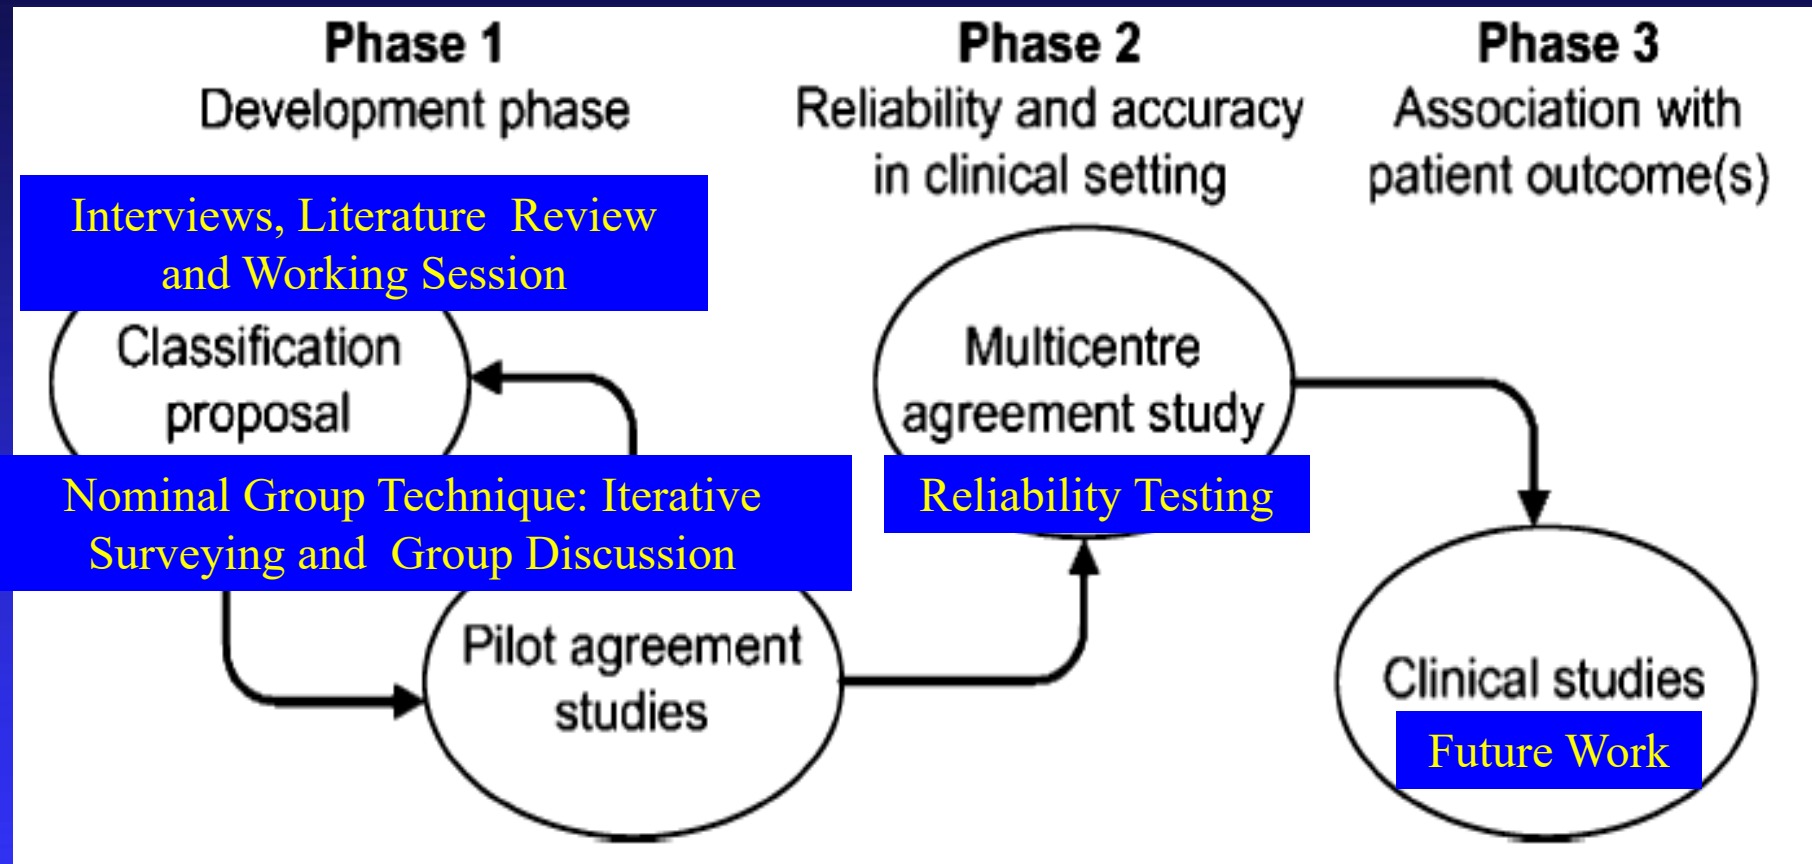 Phase 1
Development phase
Interviews, Literature  Review
and Working Session
Classification
proposal
Nominal Group Technique: Iterative
Surveying and  Group Discussion
Pilot agreement
studies
Phase 2
Reliability and accuracy
in clinical setting
Multicentre
agreement study
Reliability Testing
Phase 3
Association with
patient outcome(s)
Clinical studies
Future Work